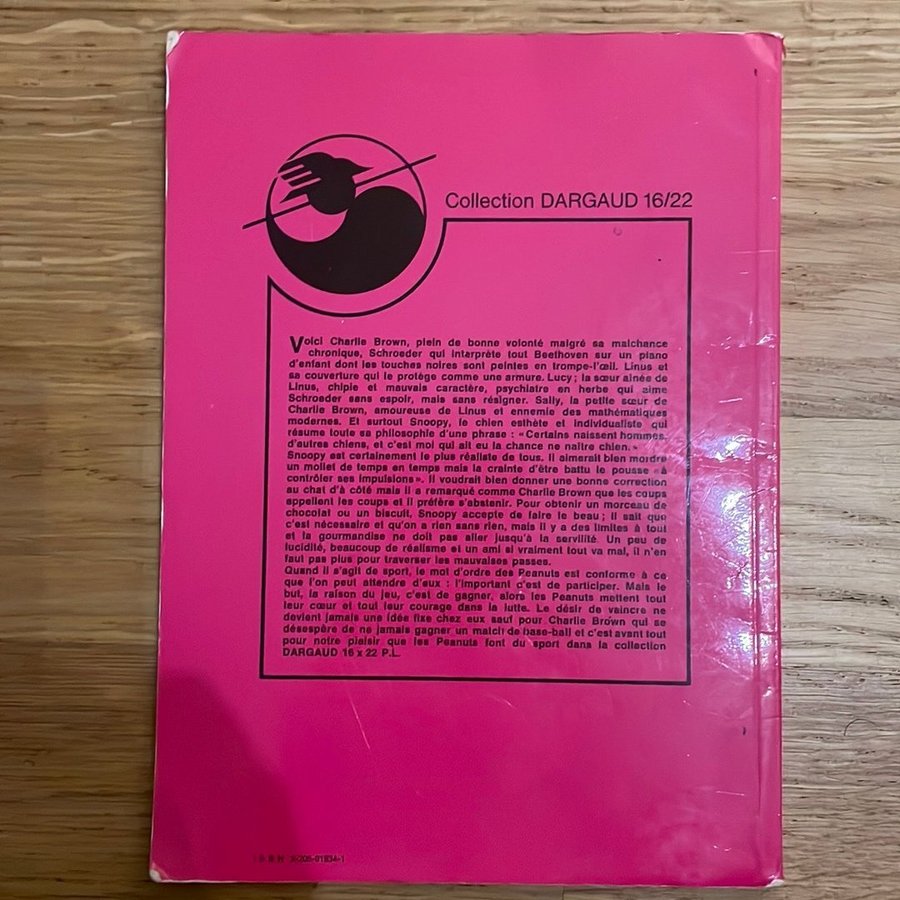 Collection DARGAUD 16/22
Voici Charlie Brown, plein de bonne volonté malgré sa malchance
chronique, Schroeder qui interprète tout Beethoven sur un piano
d'enfant dont les touches noires sont peintes en trompe-l'œil. Linus et
sa couverture qui le protège comme une armure. Lucy ; la sœur aînée de
Linus, chipie et mauvais caractère, psychiatre en herbe qui aime
Schroeder sans espoir, mais sans résigner. Sally, la petite sœur de
Charlie Brown, amoureuse de Linus et ennemie des mathématiques
modernes. Et surtout Snoopy, le chien esthète et individualiste qui
résume toute sa philosophie d'une phrase : « Certains naissent hommes,
d'autres chiens, et c'est moi qui ait eu la chance de naître chien. »
Snoopy est certainement le plus réaliste de tous. Il aimerait bien mordre
un mollet de temps en temps mais la crainte d'être battu le pousse « à
contrôler ses impulsions ». Il voudrait bien donner une bonne correction
au chat d'à côté mais il a remarqué comme Charlie Brown que les coups
appellent les coups et il préfère s'abstenir. Pour obtenir un morceau de
chocolat ou un biscuit, Snoopy accepte de faire le beau ; il sait que
c'est nécessaire et qu'on a rien sans rien, mais il y a des limites à tout
et la gourmandise ne doit pas aller jusqu'à la servilité. Un peu de
lucidité, beaucoup de réalisme et un ami si vraiment tout va mal, il n'en
faut pas plus pour traverser les mauvaises passes.
Quand il s'agit de sport, le mot d'ordre des Peanuts est conforme à ce
que l'on peut attendre d'eux : l'important c'est de participer. Mais le
but, la raison du jeu, c'est de gagner, alors les Peanuts mettent tout
leur cœur et tout leur courage dans la lutte. Le désir de vaincre ne
devient jamais une idée fixe chez eux sauf pour Charlie Brown qui se
désespère de ne jamais gagner un match de base-ball et c'est avant tout
pour notre plaisir que les Peanuts font du sport dans la collection
DARGAUD 16 x 22 P.L.
ISBN 2-205-01834-1